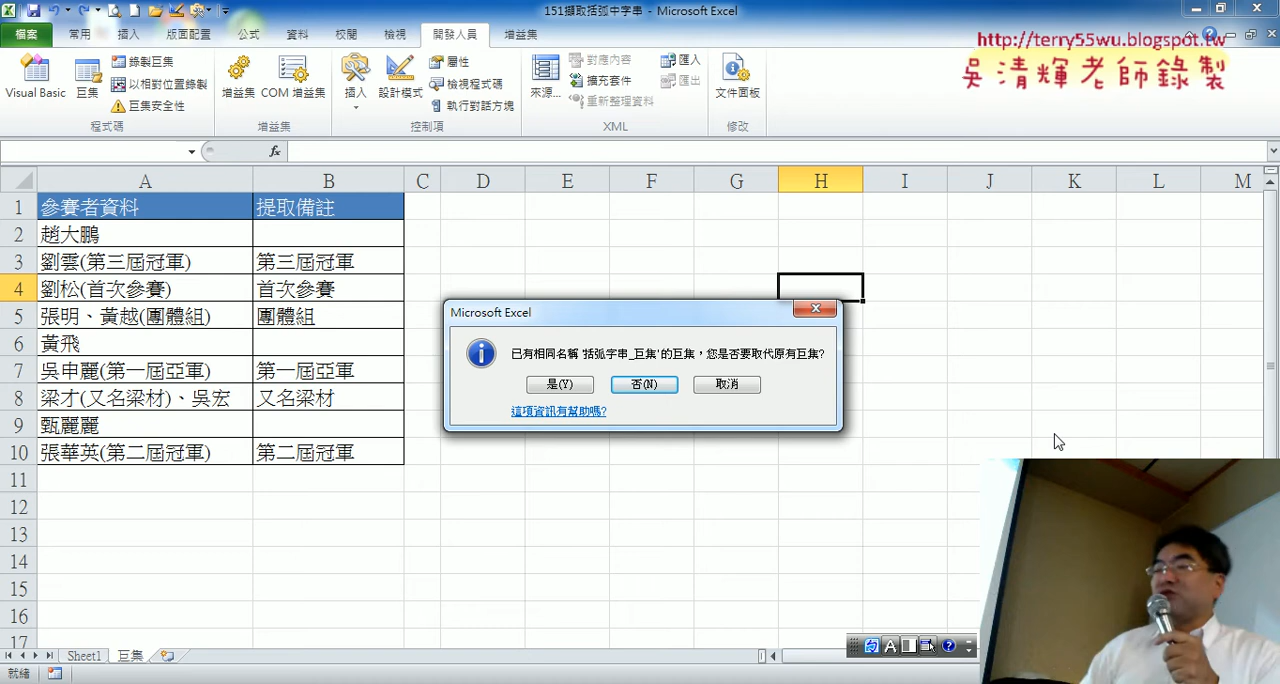 151擷取括弧中字串 - Microsoft Excel
檔案 常用 插入 版面配置 公式 資料 校閱 檢視 開發人員 增益集
http://terry55wu.blogspot.tw
吳清輝老師錄製
Visual Basic 巨集 錄製巨集 以相對位置錄製 巨集安全性
增益集 COM 增益集
插入 設計模式 屬性 檢視程式碼 執行對話方塊
來源... 對應內容 擴充套件 重新整理資料 匯入 匯出
文件面板
程式碼 增益集 控制項 XML 修改
fx
A B C D E F G H I J K L M
1 參賽者資料 提取備註
2 趙大鵬
3 劉雲(第三屆冠軍) 第三屆冠軍
4 劉松(首次參賽) 首次參賽
5 張明、黃越(團體組) 團體組
6 黃飛
7 吳申麗(第一屆亞軍) 第一屆亞軍
8 梁才(又名梁材)、吳宏 又名梁材
9 甄麗麗
10 張華英(第二屆冠軍) 第二屆冠軍
11
12
13
14
15
16
17
Microsoft Excel
已有相同名稱 '括弧字串_巨集'的巨集，您是否要取代原有巨集?
是(Y) 否(N) 取消
這項資訊有幫助嗎?
Sheet1 巨集
就緒